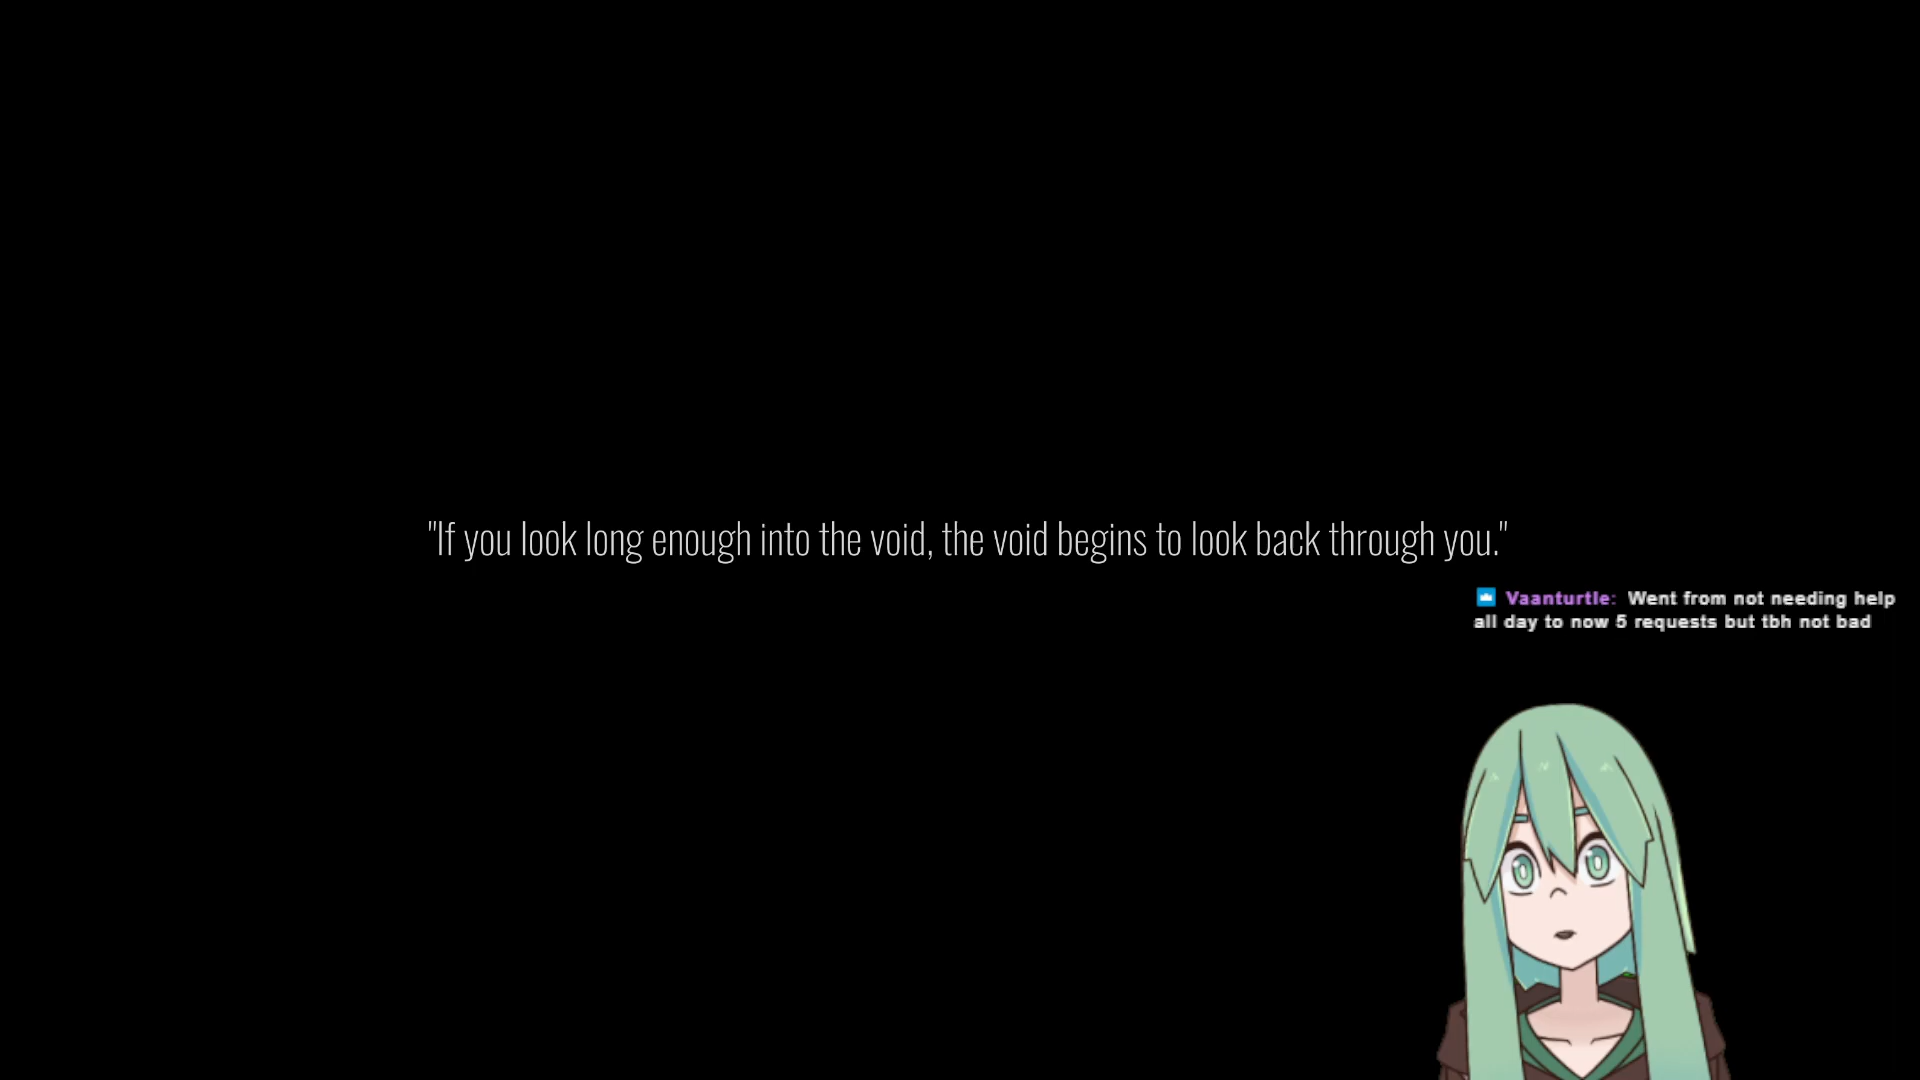 "If you look long enough into the void, the void begins to look back through you."
Vaanturtle: Went from not needing help
all day to now 5 requests but tbh not bad